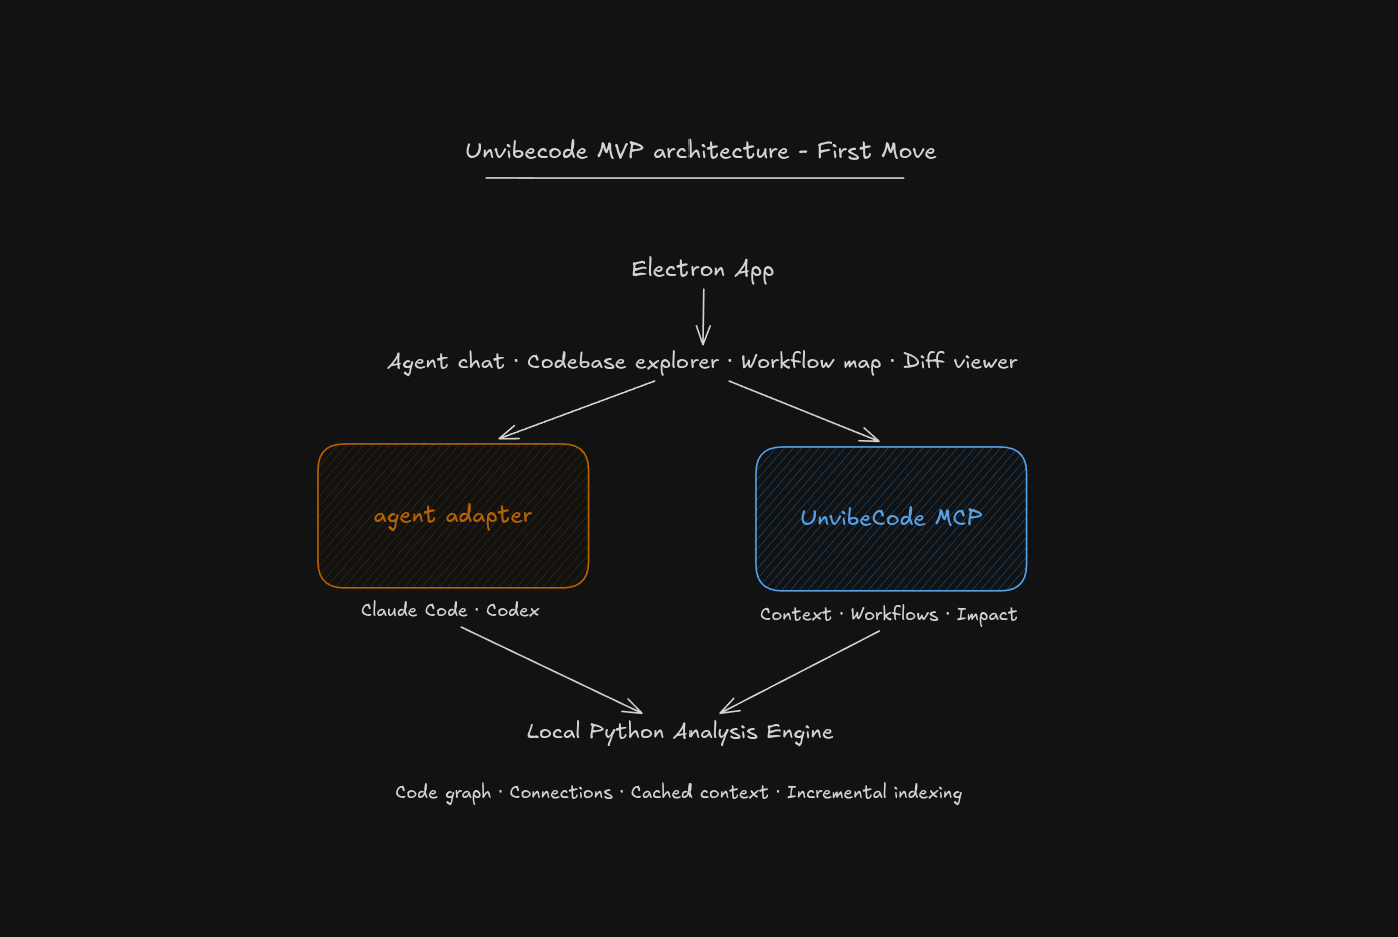 Unvibecode MVP architecture - First Move
Electron App
Agent chat · Codebase explorer · Workflow map · Diff viewer
agent adapter
UnvibeCode MCP
Claude Code · Codex
Context · Workflows · Impact
Local Python Analysis Engine
Code graph · Connections · Cached context · Incremental indexing